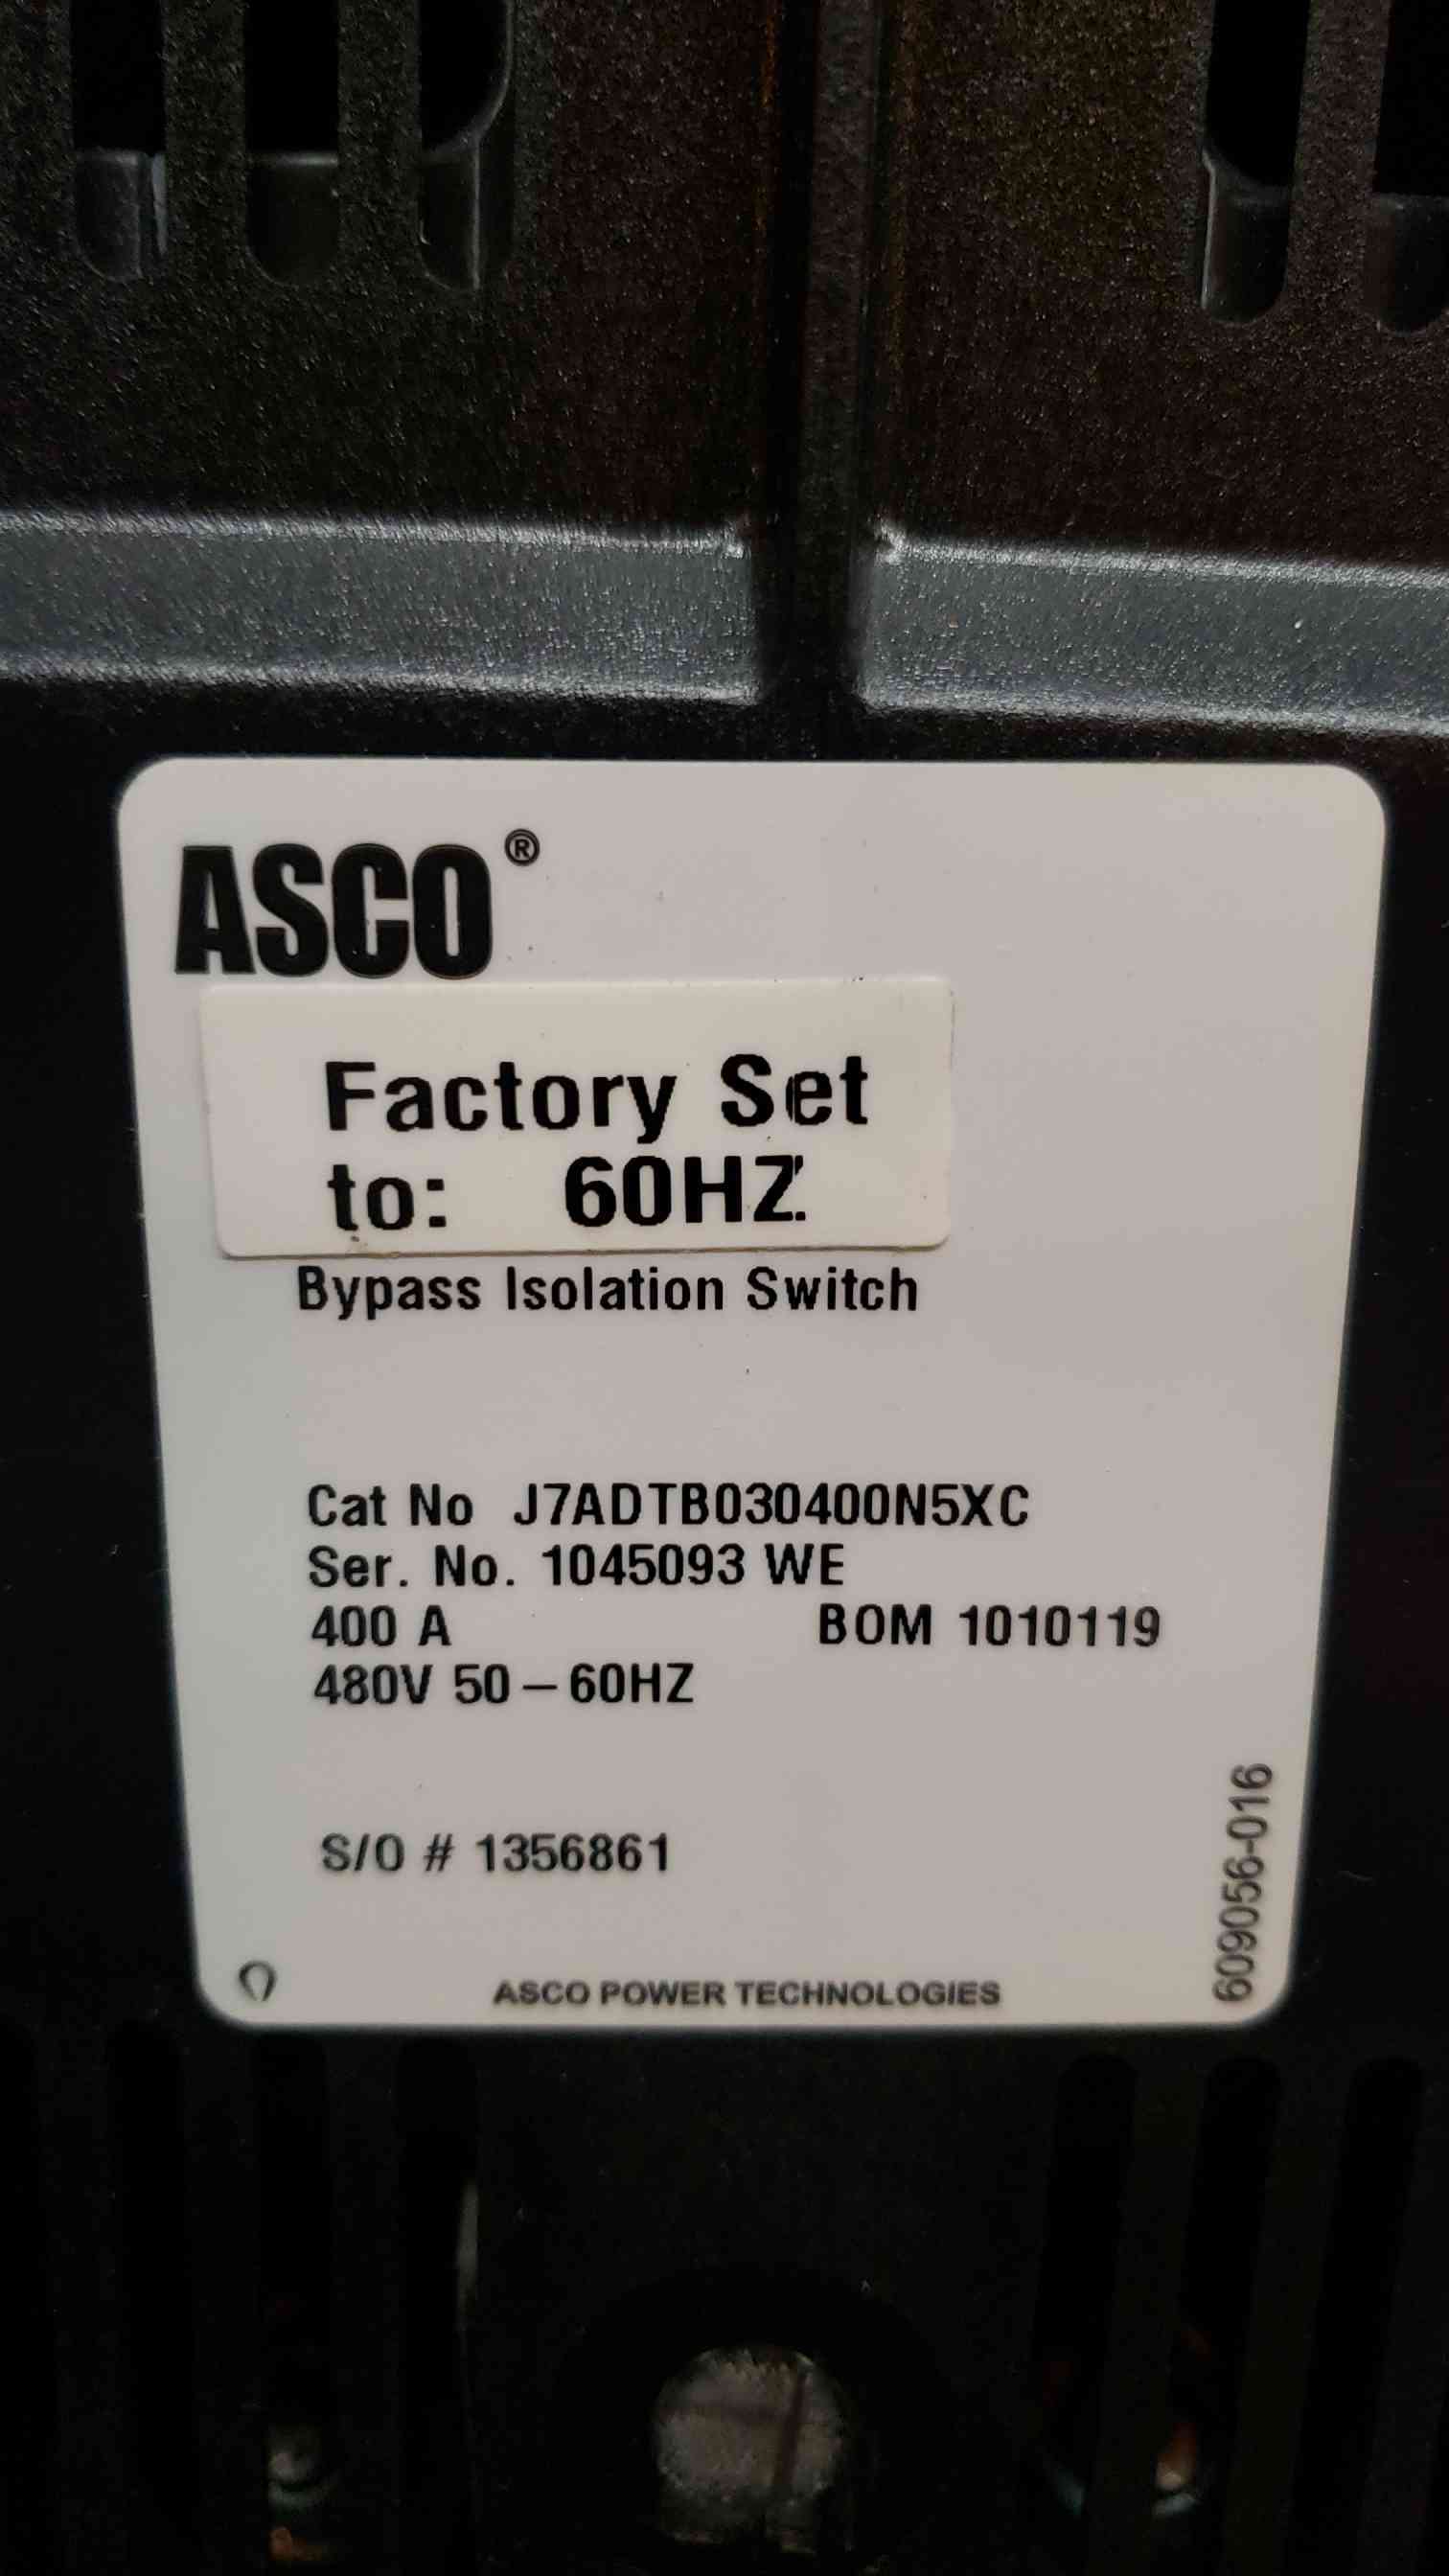 ASCO®
Factory Set
to: 60HZ.
Bypass Isolation Switch
Cat No J7ADTB030400N5XC
Ser. No. 1045093 WE
400 A BOM 1010119
480V 50–60HZ
S/O # 1356861
609056-016
ASCO POWER TECHNOLOGIES